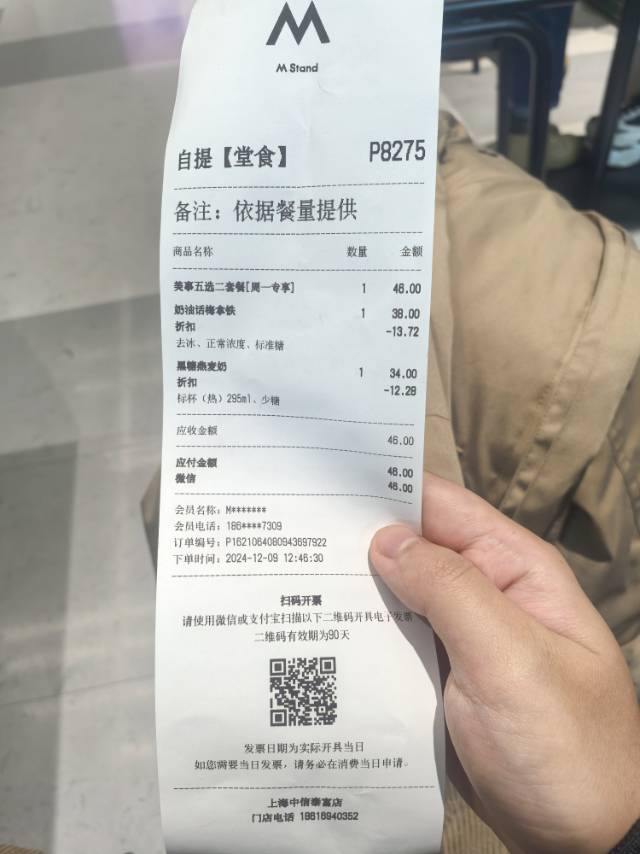 M Stand
自提【堂食】 P8275
备注：依据餐量提供
商品名称 数量 金额
美事五选二套餐[周一专享] 1 46.00
奶油话梅拿铁 1 38.00
折扣 -13.72
去冰、正常浓度、标准糖
黑糖燕麦奶 1 34.00
折扣 -12.28
标杯（热）295ml、少糖
应收金额 46.00
应付金额 46.00
微信 46.00
会员名称：M*******
会员电话：186****7309
订单编号：P1621064080943697922
下单时间：2024-12-09 12:46:30
扫码开票
请使用微信或支付宝扫描以下二维码开具电子发票
二维码有效期为90天
发票日期为实际开具当日
如您需要当日发票，请务必在消费当日申请。
上海中信泰富店
门店电话 19616940352